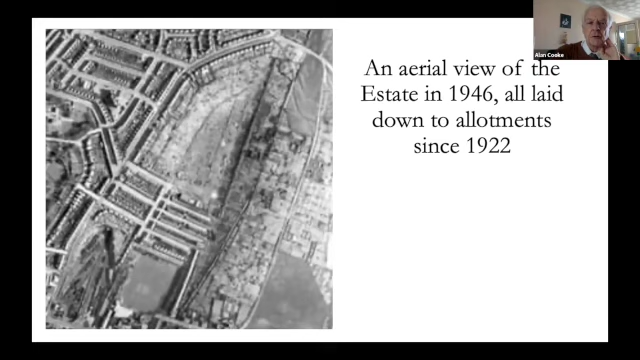 Alan Cooke
An aerial view of the
Estate in 1946, all laid
down to allotments
since 1922